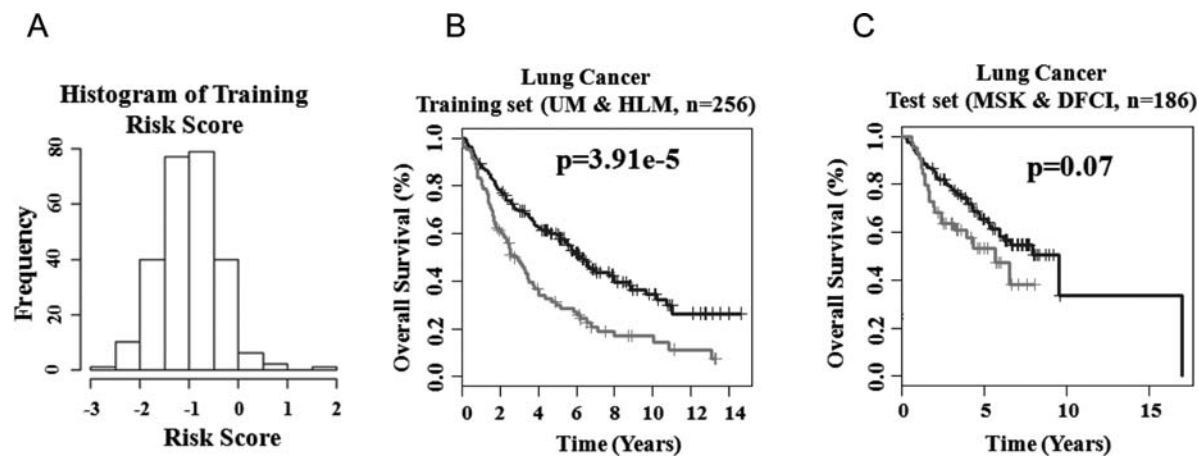 A
Histogram of Training
Risk Score
Frequency
0 20 40 60 80
-3 -2 -1 0 1 2
Risk Score
B
Lung Cancer
Training set (UM & HLM, n=256)
p=3.91e-5
Overall Survival (%)
0.0 0.2 0.4 0.6 0.8 1.0
0 2 4 6 8 10 12 14
Time (Years)
C
Lung Cancer
Test set (MSK & DFCI, n=186)
p=0.07
Overall Survival (%)
0.0 0.2 0.4 0.6 0.8 1.0
0 5 10 15
Time (Years)